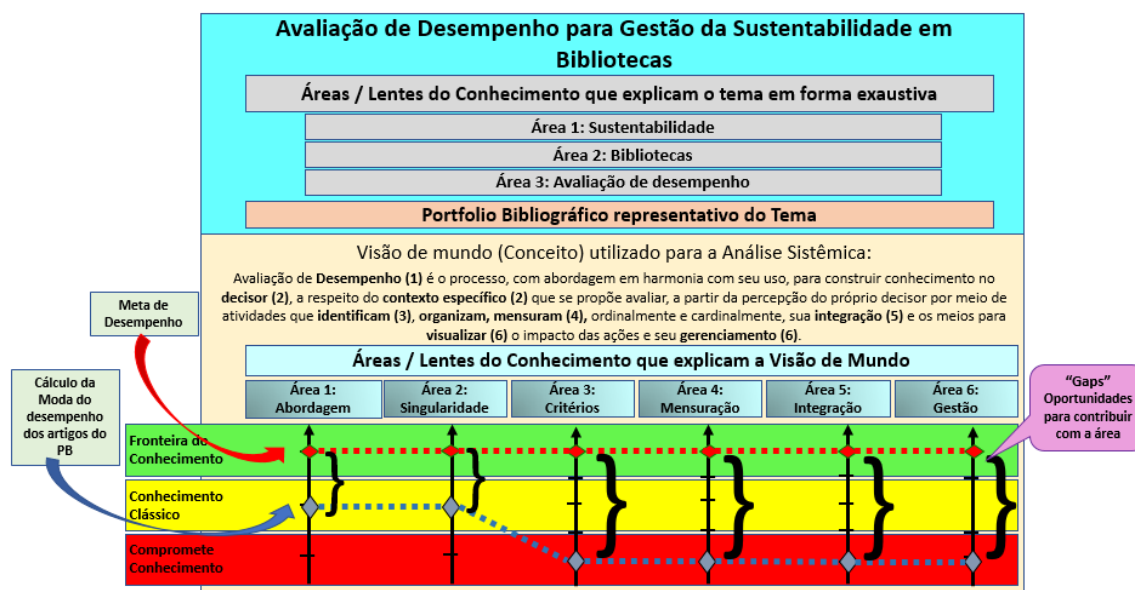 Avaliação de Desempenho para Gestão da Sustentabilidade em
Bibliotecas
Áreas / Lentes do Conhecimento que explicam o tema em forma exaustiva
Área 1: Sustentabilidade
Área 2: Bibliotecas
Área 3: Avaliação de desempenho
Portfolio Bibliográfico representativo do Tema
Visão de mundo (Conceito) utilizado para a Análise Sistêmica:
Avaliação de Desempenho (1) é o processo, com abordagem em harmonia com seu uso, para construir conhecimento no
decisor (2), a respeito do contexto específico (2) que se propõe avaliar, a partir da percepção do próprio decisor por meio de
atividades que identificam (3), organizam, mensuram (4), ordinalmente e cardinalmente, sua integração (5) e os meios para
visualizar (6) o impacto das ações e seu gerenciamento (6).
Meta de
Desempenho
Áreas / Lentes do Conhecimento que explicam a Visão de Mundo
Cálculo da
Moda do
desempenho
dos artigos do
PB
Área 1:
Abordagem
Área 2:
Singularidade
Área 3:
Critérios
Área 4:
Mensuração
Área 5:
Integração
Área 6:
Gestão
"Gaps"
Oportunidades
para contribuir
com a área
Fronteira do
Conhecimento
Conhecimento
Clássico
Compromete
Conhecimento